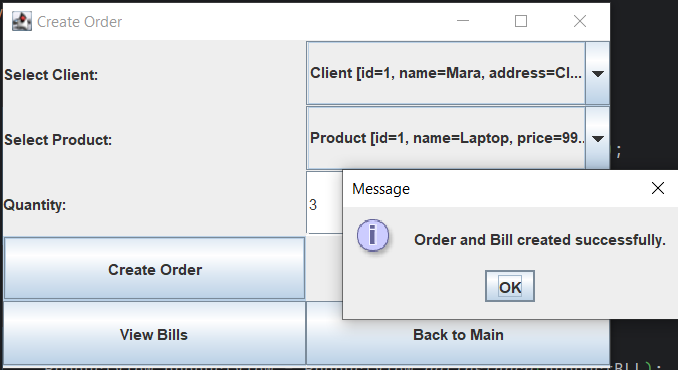 Create Order
Select Client:
Client [id=1, name=Mara, address=Cl...
Select Product:
Product [id=1, name=Laptop, price=99...
Quantity:
3
Message
Order and Bill created successfully.
OK
Create Order
View Bills
Back to Main